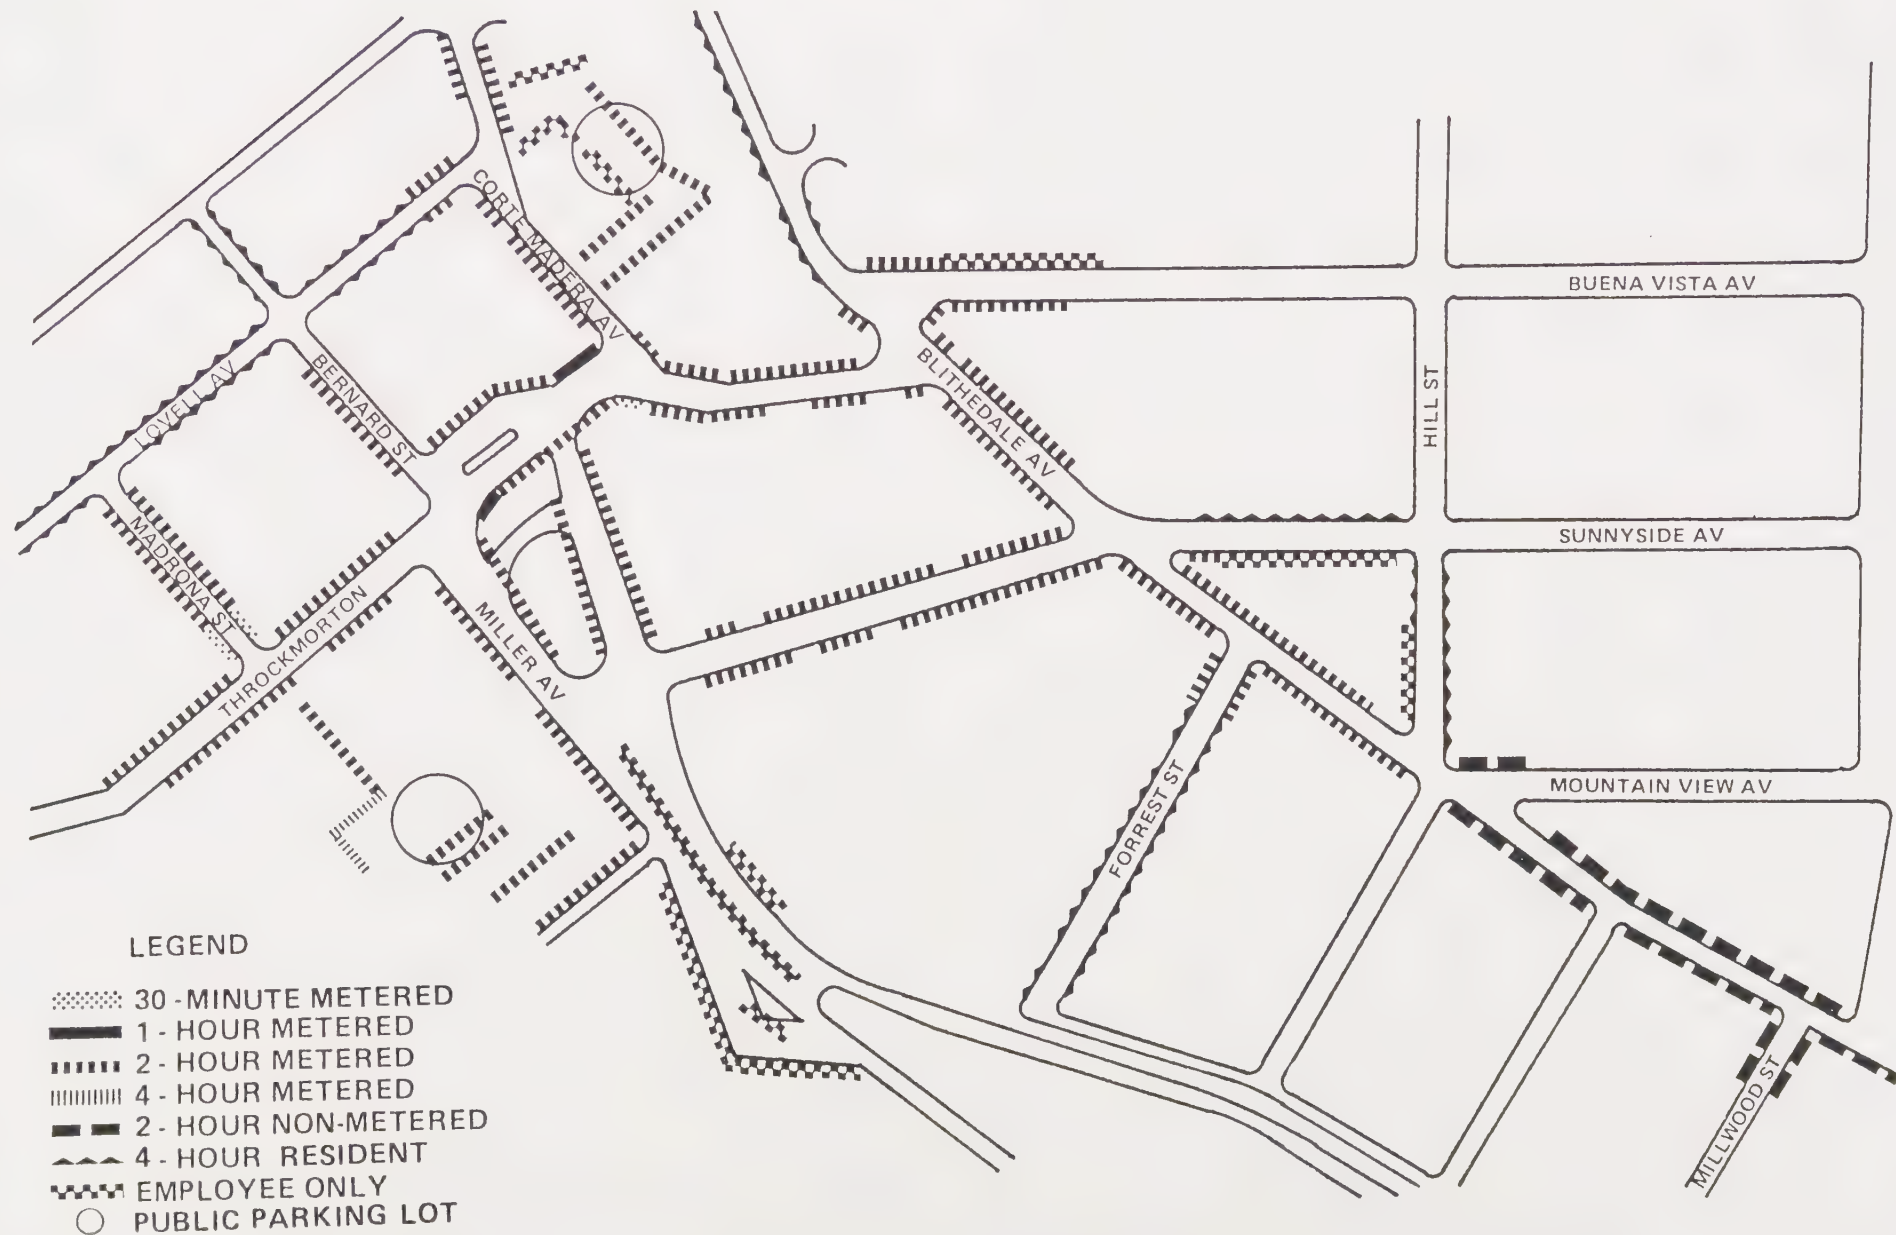 CORTE MADERA AV
BUENA VISTA AV
BLITHEDALE AV
BERNARD ST
LOVELL AV
HILL ST
SUNNYSIDE AV
MADRONA ST
THROCKMORTON
MILLER AV
MOUNTAIN VIEW AV
FORREST ST
MILLWOOD ST
LEGEND
30 - MINUTE METERED
1 - HOUR METERED
2 - HOUR METERED
4 - HOUR METERED
2 - HOUR NON-METERED
4 - HOUR RESIDENT
EMPLOYEE ONLY
PUBLIC PARKING LOT